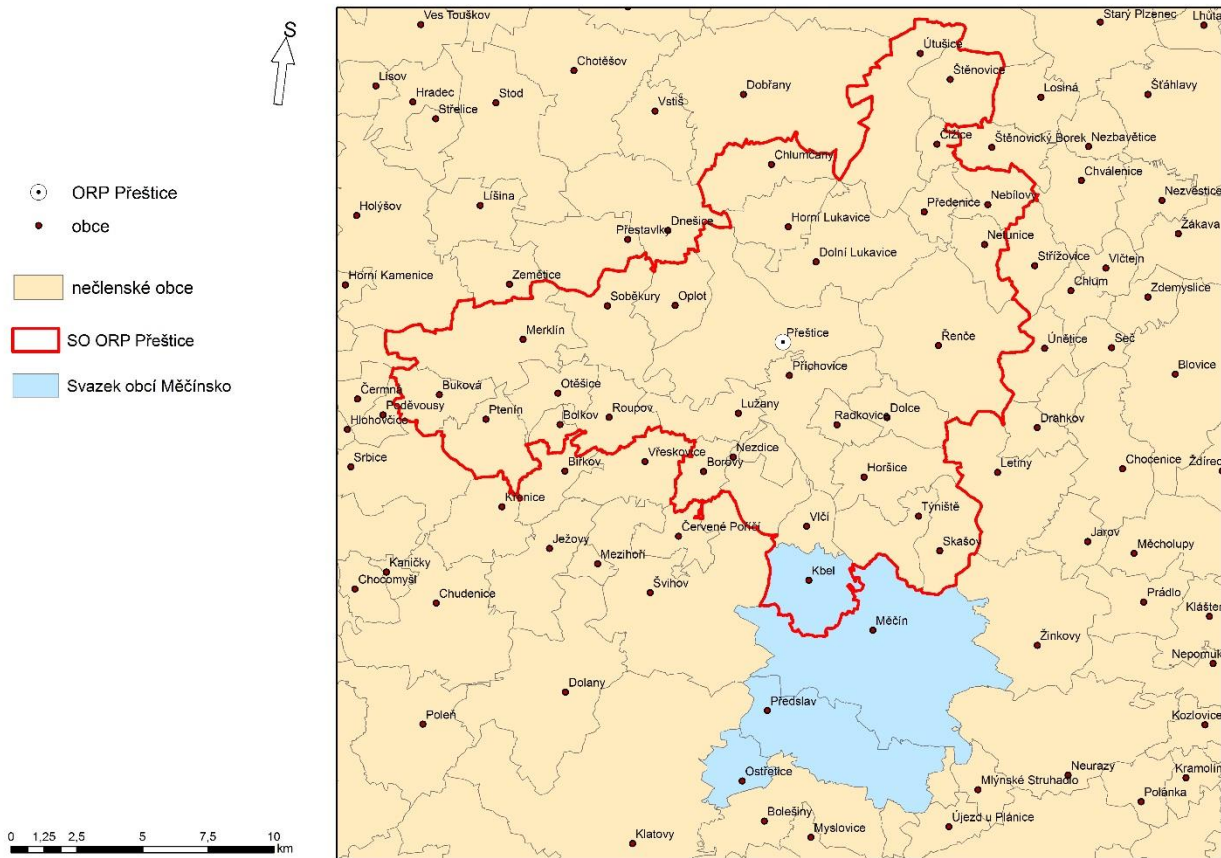 S
ORP Přeštice
obce
nečlenské obce
SO ORP Přeštice
Svazek obcí Měčínsko
0 1,25 2,5 5 7,5 10
km
Ves Touškov
Starý Plzenec
Lhůta
Útušice
Chotěšov
Štěnovice
Lisov
Hradec
Stod
Dobřany
Losiná
Šťáhlavy
Střelice
Vstiš
Čižice
Štěnovický Borek
Nezbavětice
Chlumčany
Chválenice
Líšina
Nezvěstice
Holýšov
Předenice
Nebílovy
Dnešice
Přestavlky
Horní Lukavice
Žákava
Netunice
Dolní Lukavice
Střížovice
Vlčtejn
Horní Kamenice
Zemětice
Chlum
Zdemyslice
Soběkury
Oplot
Merklín
Přeštice
Řenče
Únětice
Seč
Příchovice
Blovice
Čermná
Buková
Otěšice
Poděvousy
Ptenín
Bolkov
Roupov
Lužany
Radkovice
Dolce
Drahkov
Hlohovčice
Srbice
Biřkov
Vřeskovice
Nezdice
Borovy
Horšice
Letiny
Chocenice
Ždírec
Křenice
Vlčí
Týniště
Červené Poříčí
Ježovy
Mezihoří
Skašov
Jarov
Měcholupy
Kaničky
Chocomyšl
Chudenice
Švihov
Kbel
Prádlo
Klášter
Měčín
Žinkovy
Nepomuk
Dolany
Předslav
Poleň
Kozlovice
Ostřetice
Mlýnské Struhadlo
Neurazy
Kramolín
Polánka
Bolešiny
Myslovice
Újezd u Plánice
Klatovy